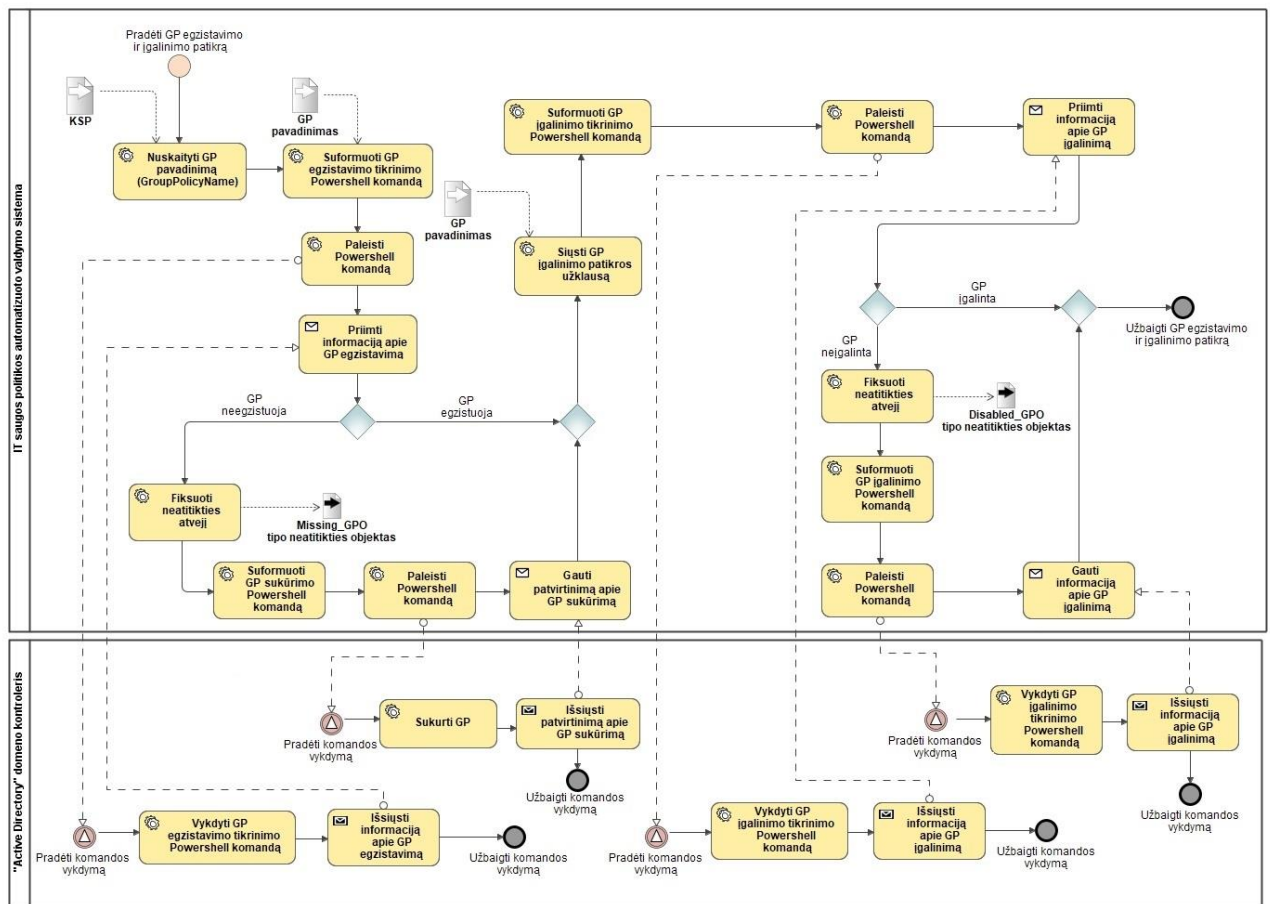 IT saugos politikos automatizuoto valdymo sistema
Pradėti GP egzistavimo
ir įgalinimo patikrą
KSP
Nuskaityti GP
pavadinimą
(GroupPolicyName)
GP
pavadinimas
Suformuoti GP
egzistavimo tikrinimo
Powershell komandą
Paleisti
Powershell
komandą
Priimti
informaciją apie
GP egzistavimą
GP
neegzistuoja
GP
egzistuoja
Fiksuoti
neatitikties
atvejį
Missing_GPO
tipo neatitikties objektas
Suformuoti
GP sukūrimo
Powershell
komandą
Paleisti
Powershell
komandą
Gauti
patvirtinimą apie
GP sukūrimą
GP
pavadinimas
Siųsti GP
įgalinimo patikros
užklausą
Suformuoti GP
įgalinimo tikrinimo
Powershell komandą
Paleisti
Powershell
komandą
Priimti
informaciją
apie GP
įgalinimą
GP
įgalinta
GP
neįgalinta
Užbaigti GP egzistavimo
ir įgalinimo patikrą
Fiksuoti
neatitikties
atvejį
Disabled_GPO
tipo neatitikties objektas
Suformuoti
GP įgalinimo
Powershell
komandą
Paleisti
Powershell
komandą
Gauti
informaciją
apie GP
įgalinimą
"Active Directory" domeno kontroleris
Pradėti komandos
vykdymą
Sukurti GP
Išsiųsti
patvirtinimą apie
GP sukūrimą
Užbaigti komandos
vykdymą
Pradėti komandos
vykdymą
Vykdyti GP
įgalinimo
tikrinimo
Powershell
komandą
Išsiųsti
informaciją
apie GP
įgalinimą
Užbaigti komandos
vykdymą
Pradėti komandos
vykdymą
Vykdyti GP
egzistavimo tikrinimo
Powershell komandą
Išsiųsti
informaciją
apie GP
egzistavimą
Užbaigti komandos
vykdymą
Pradėti komandos
vykdymą
Vykdyti GP
įgalinimo tikrinimo
Powershell
komandą
Išsiųsti
informaciją
apie GP
įgalinimą
Užbaigti komandos
vykdymą